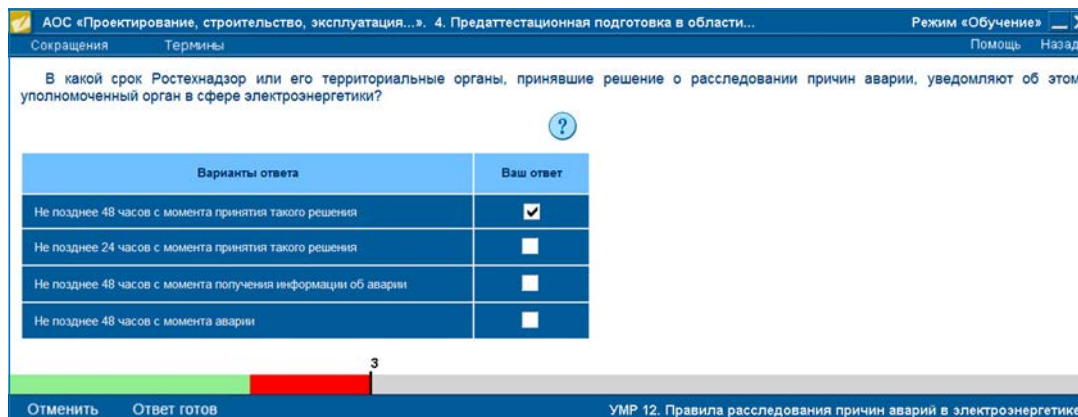 АОС «Проектирование, строительство, эксплуатация...». 4. Предаттестационная подготовка в области... Режим «Обучение»
Сокращения Термины Помощь Назад
В какой срок Ростехнадзор или его территориальные органы, принявшие решение о расследовании причин аварии, уведомляют об этом
уполномоченный орган в сфере электроэнергетики?
?
Варианты ответа Ваш ответ
Не позднее 48 часов с момента принятия такого решения
Не позднее 24 часов с момента принятия такого решения
Не позднее 48 часов с момента получения информации об аварии
Не позднее 48 часов с момента аварии
3
Отменить Ответ готов УМР 12. Правила расследования причин аварий в электроэнергетике